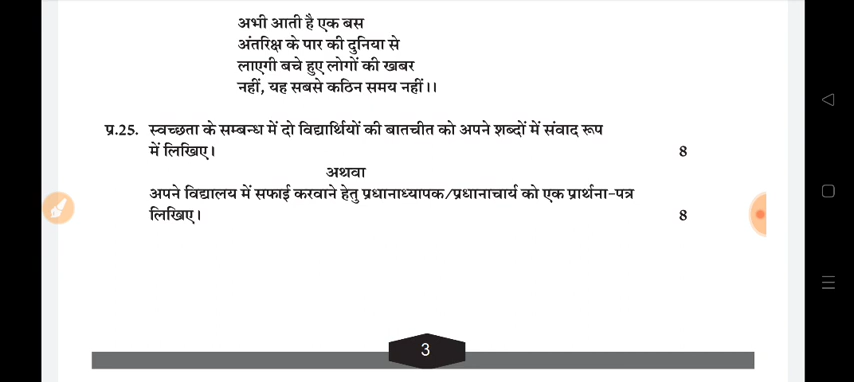 अभी आती है एक बस
अंतरिक्ष के पार की दुनिया से
लाएगी बचे हुए लोगों की खबर
नहीं, यह सबसे कठिन समय नहीं।।
प्र.25. स्वच्छता के सम्बन्ध में दो विद्यार्थियों की बातचीत को अपने शब्दों में संवाद रूप
में लिखिए। 8
अथवा
अपने विद्यालय में सफाई करवाने हेतु प्रधानाध्यापक/प्रधानाचार्य को एक प्रार्थना-पत्र
लिखिए। 8
3